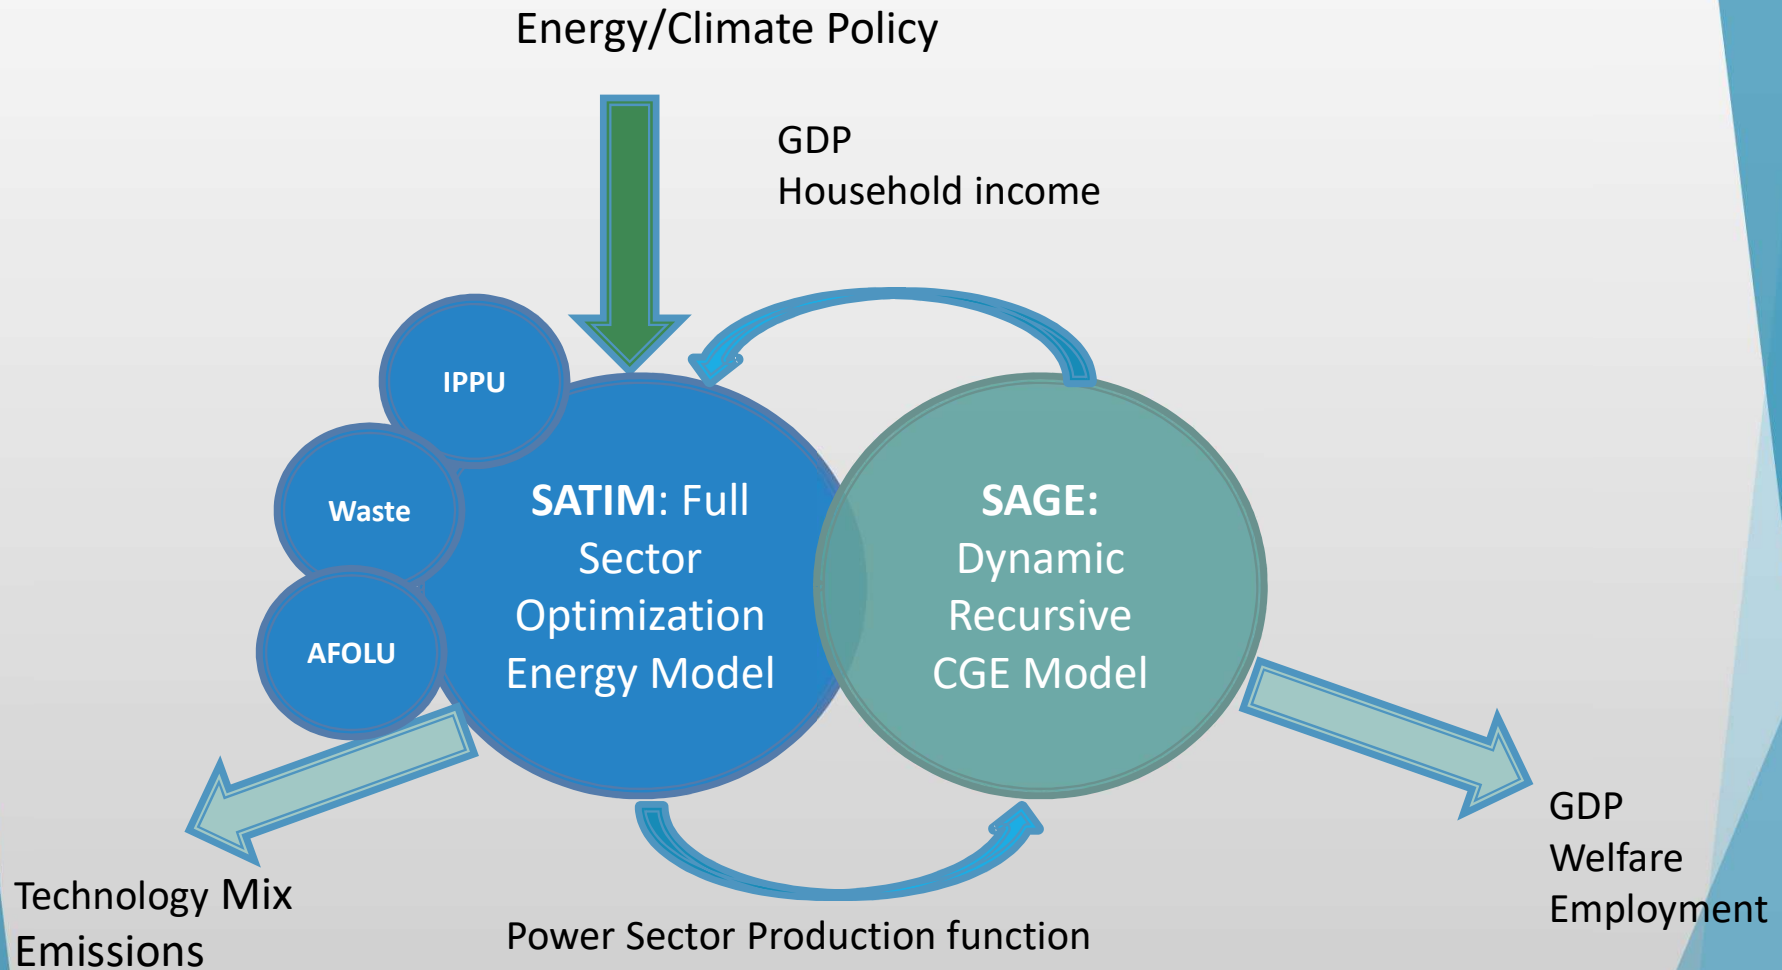 Energy/Climate Policy
GDP
Household income
IPPU
Waste
AFOLU
SATIM: Full
Sector
Optimization
Energy Model
SAGE:
Dynamic
Recursive
CGE Model
Technology Mix
Emissions
Power Sector Production function
GDP
Welfare
Employment